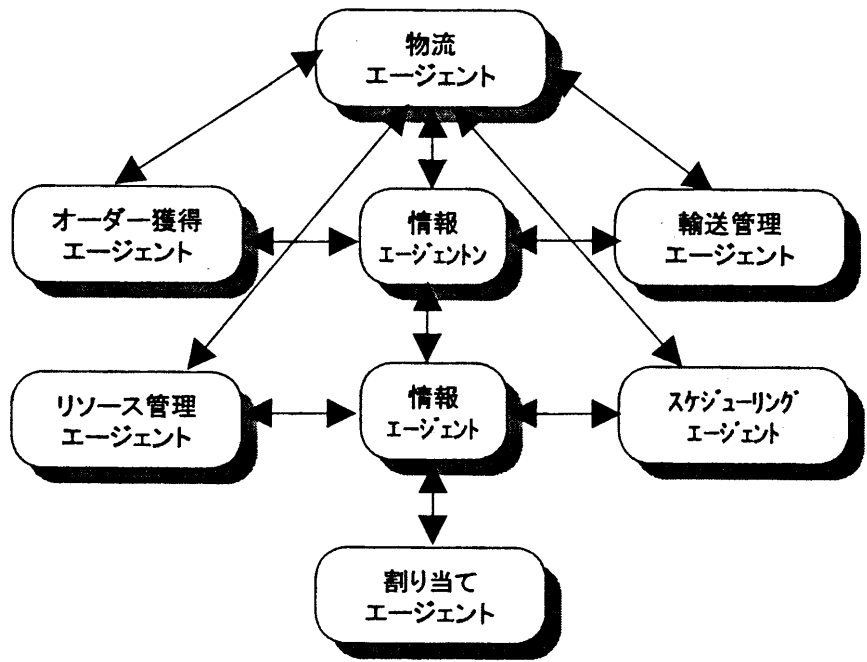 物流
エージェント
オーダー獲得
エージェント
情報
エージェントン
輸送管理
エージェント
リソース管理
エージェント
情報
エージェント
スケジューリング
エージェント
割り当て
エージェント